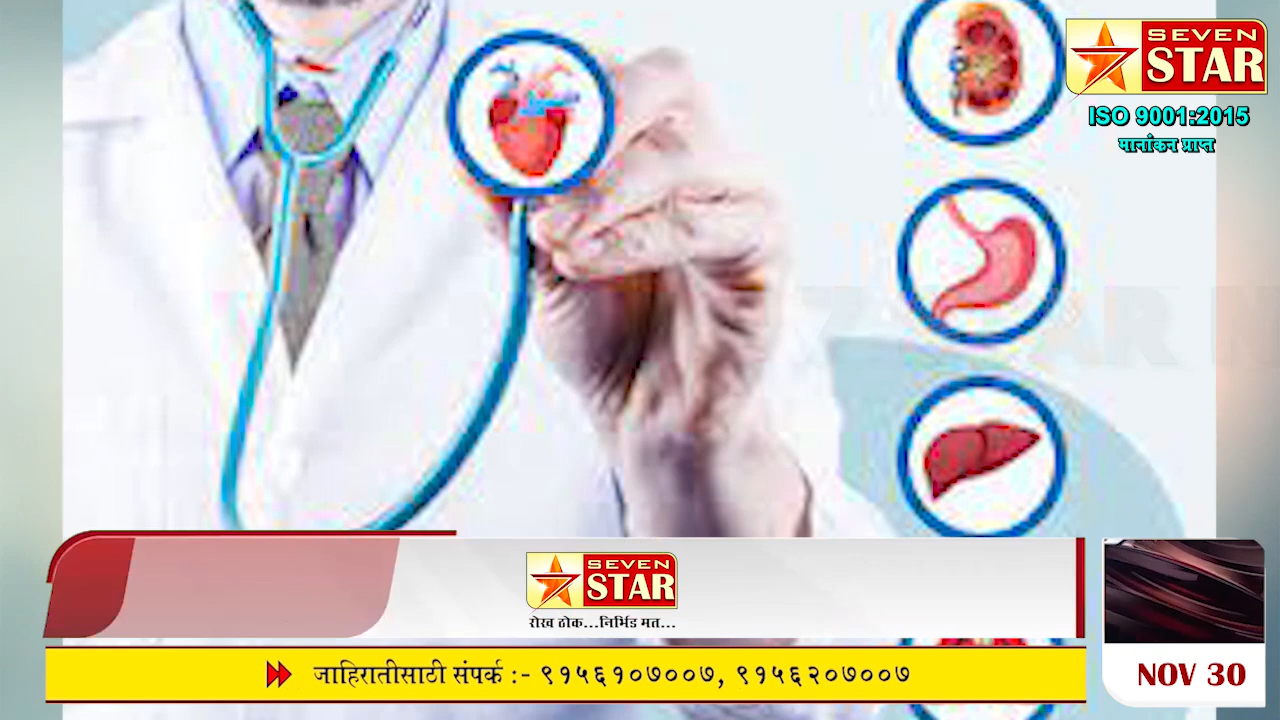 SEVEN
STAR
ISO 9001:2015
मानांकन प्राप्त
SEVEN
STAR
रोख ठोक...निर्भिड मत...
जाहिरातीसाटी संपर्क :- ९१५६१०७००७, ९१५६२०७००७
NOV 30